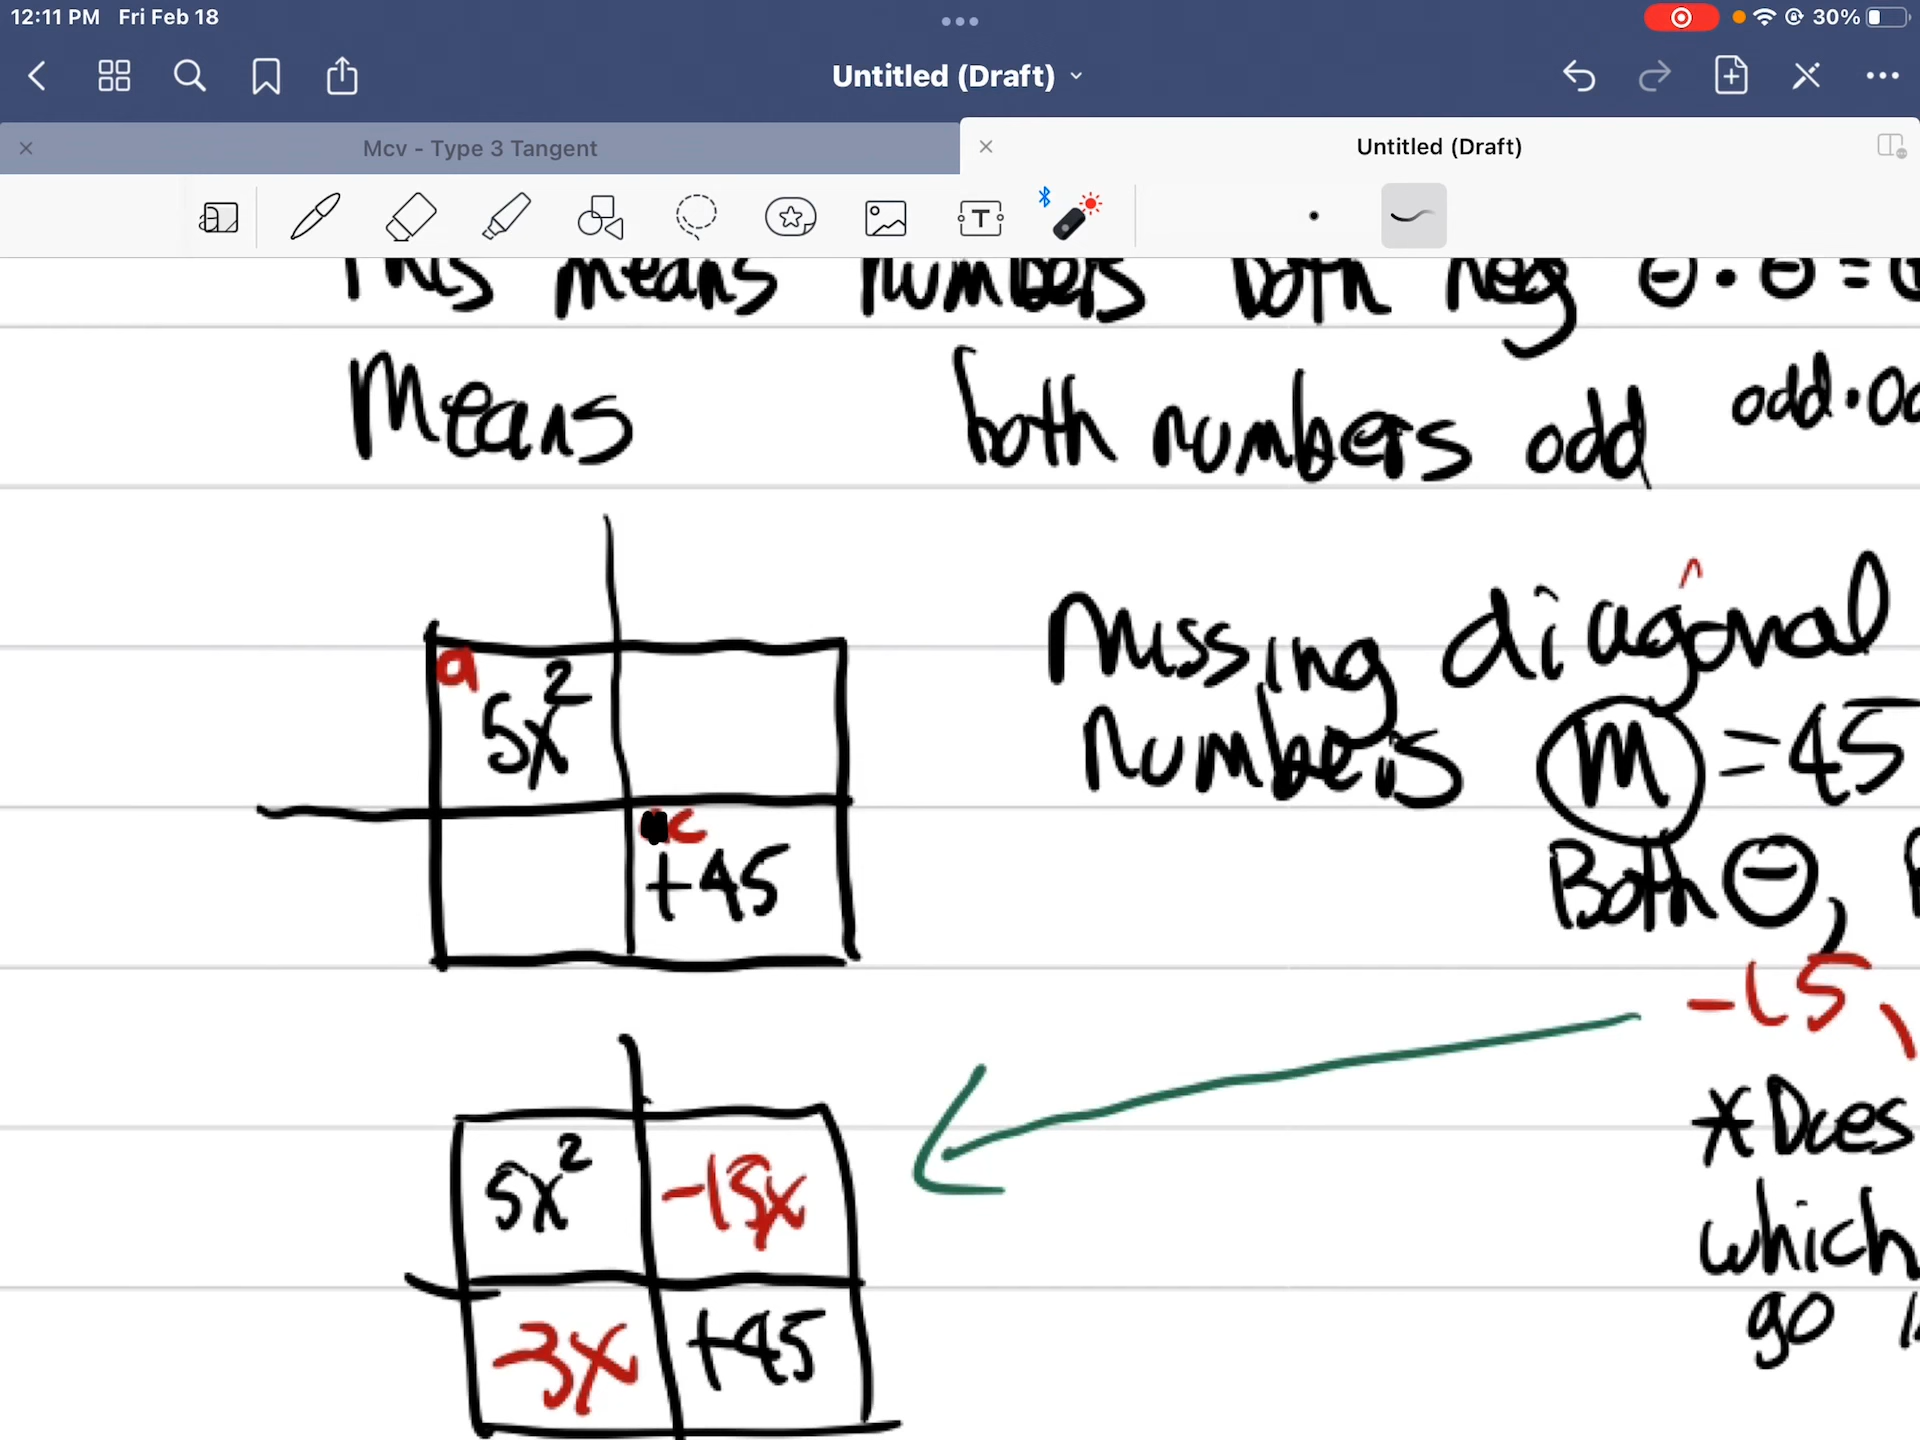 12:11 PM Fri Feb 18
30%
Untitled (Draft)
Mcv - Type 3 Tangent
Untitled (Draft)
T
This means numbers both neg ⊖·⊖=
Means both numbers odd odd·
a
5x²
c
+45
Missing diagonal
numbers M =45
Both ⊖,
-15,
5x² -15x
-3x +45
*Does
which
go